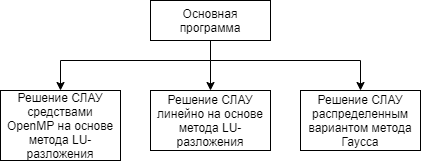 Основная
программа
Решение СЛАУ
средствами
OpenMP на основе
метода LU-
разложения
Решение СЛАУ
линейно на основе
метода LU-
разложения
Решение СЛАУ
распределенным
вариантом метода
Гаусса